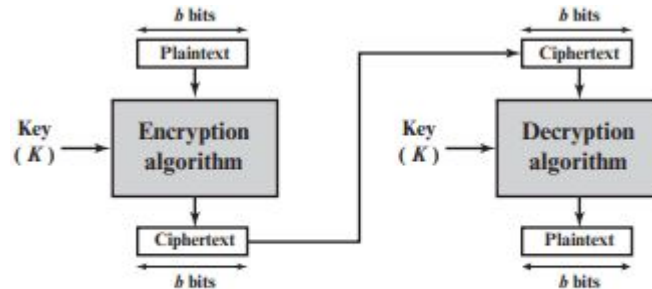 b bits
Plaintext
Key
( K )
Encryption
algorithm
Ciphertext
b bits
b bits
Ciphertext
Key
( K )
Decryption
algorithm
Plaintext
b bits